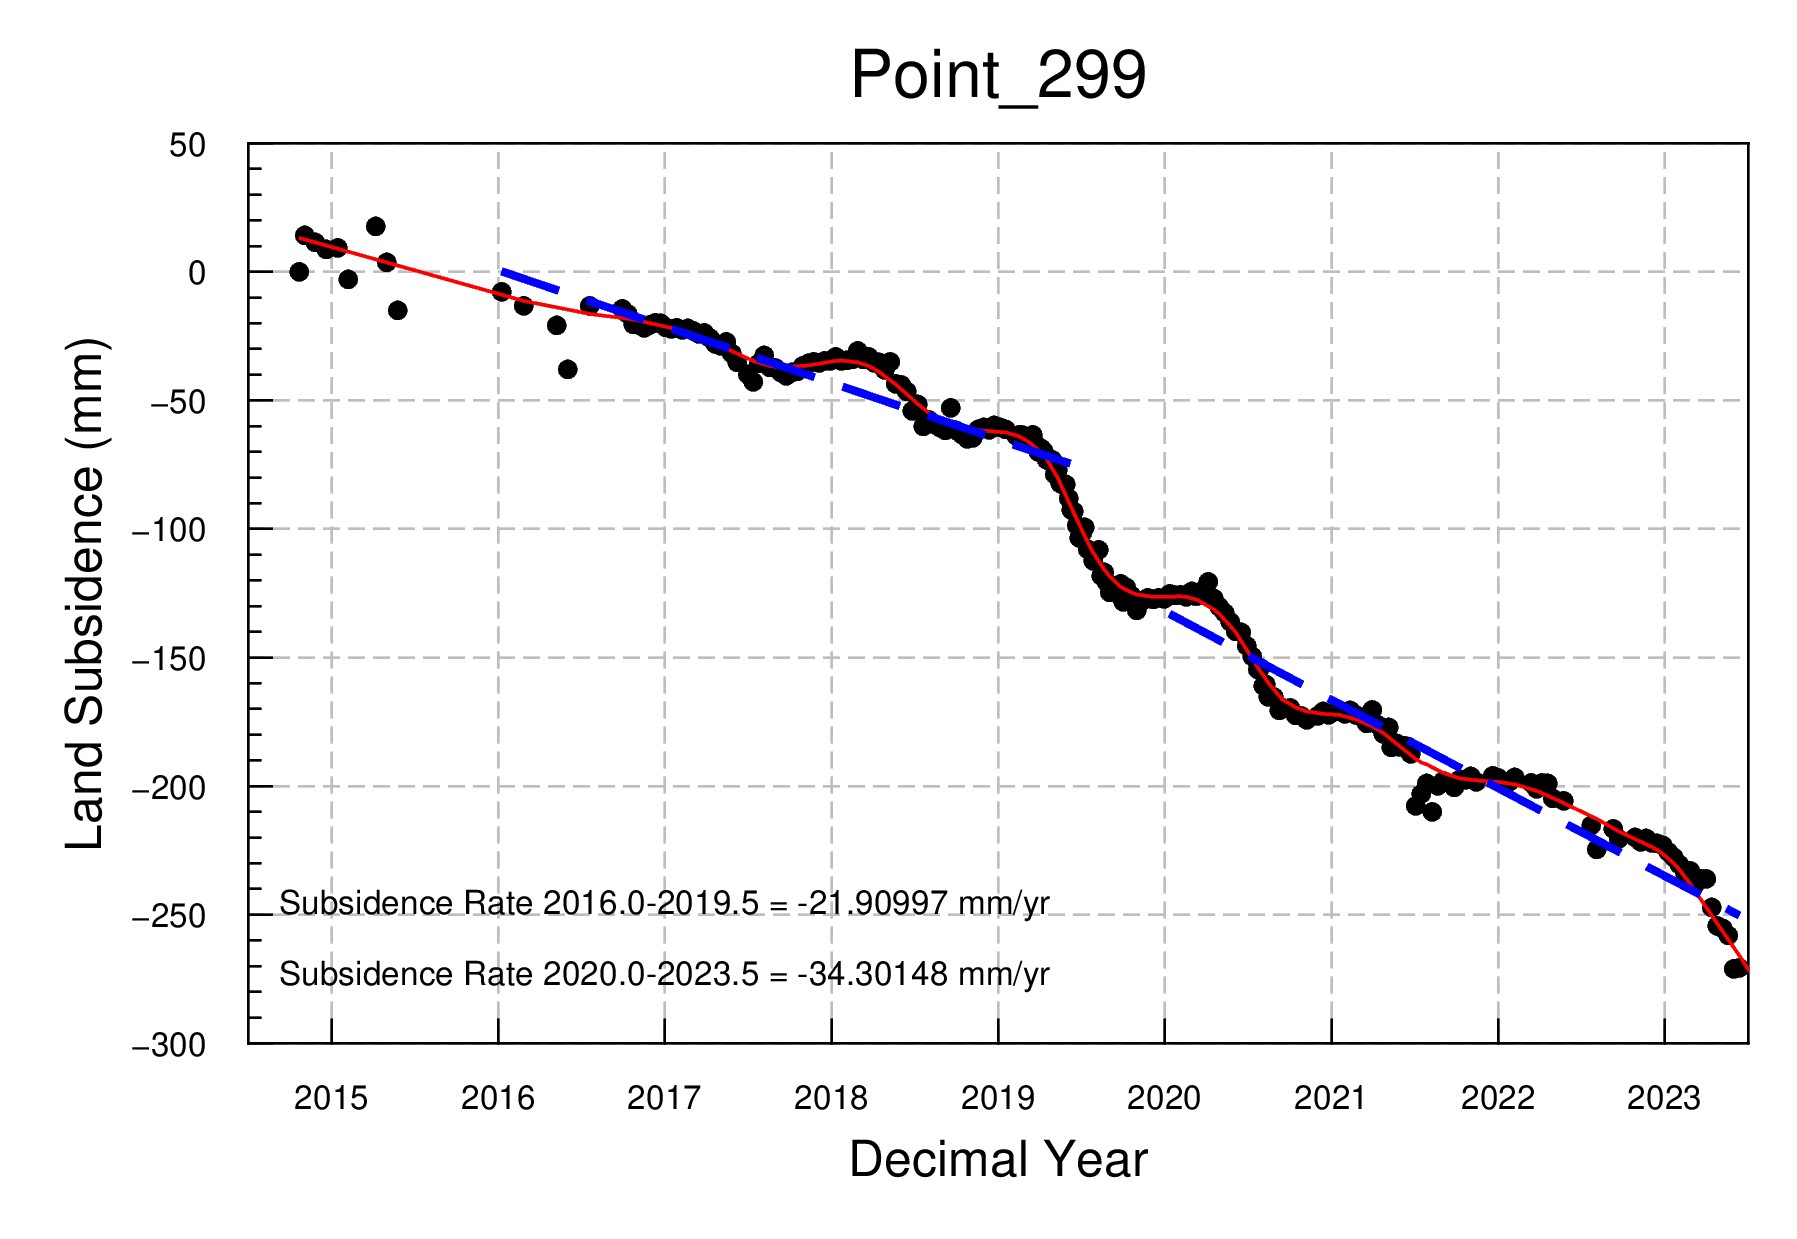 Point_299
50
0
−50
−100
−150
−200
−250
−300
Land Subsidence (mm)
Subsidence Rate 2016.0-2019.5 = -21.90997 mm/yr
Subsidence Rate 2020.0-2023.5 = -34.30148 mm/yr
2015 2016 2017 2018 2019 2020 2021 2022 2023
Decimal Year